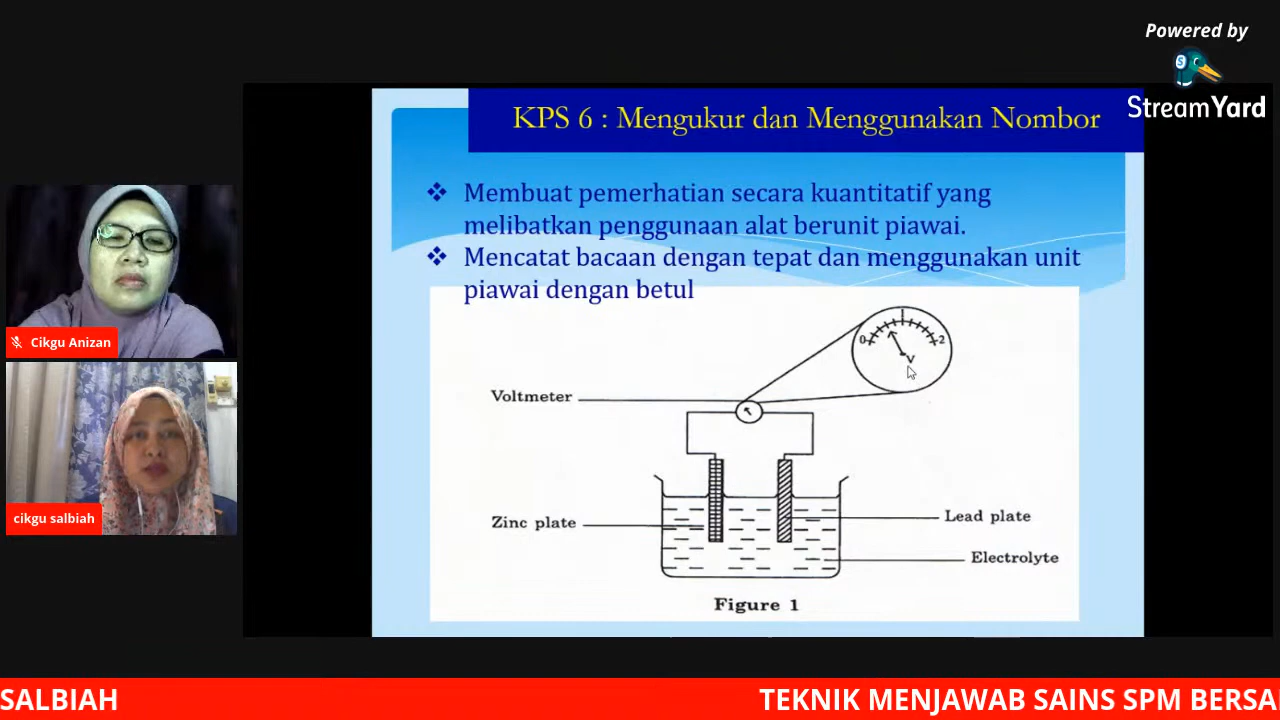 Powered by
StreamYard
KPS 6 : Mengukur dan Menggunakan Nombor
❖ Membuat pemerhatian secara kuantitatif yang
melibatkan penggunaan alat berunit piawai.
❖ Mencatat bacaan dengan tepat dan menggunakan unit
piawai dengan betul
0 1 2
V
Voltmeter
Zinc plate
Lead plate
Electrolyte
Figure 1
Cikgu Anizan
cikgu salbiah
SALBIAH
TEKNIK MENJAWAB SAINS SPM BERSA